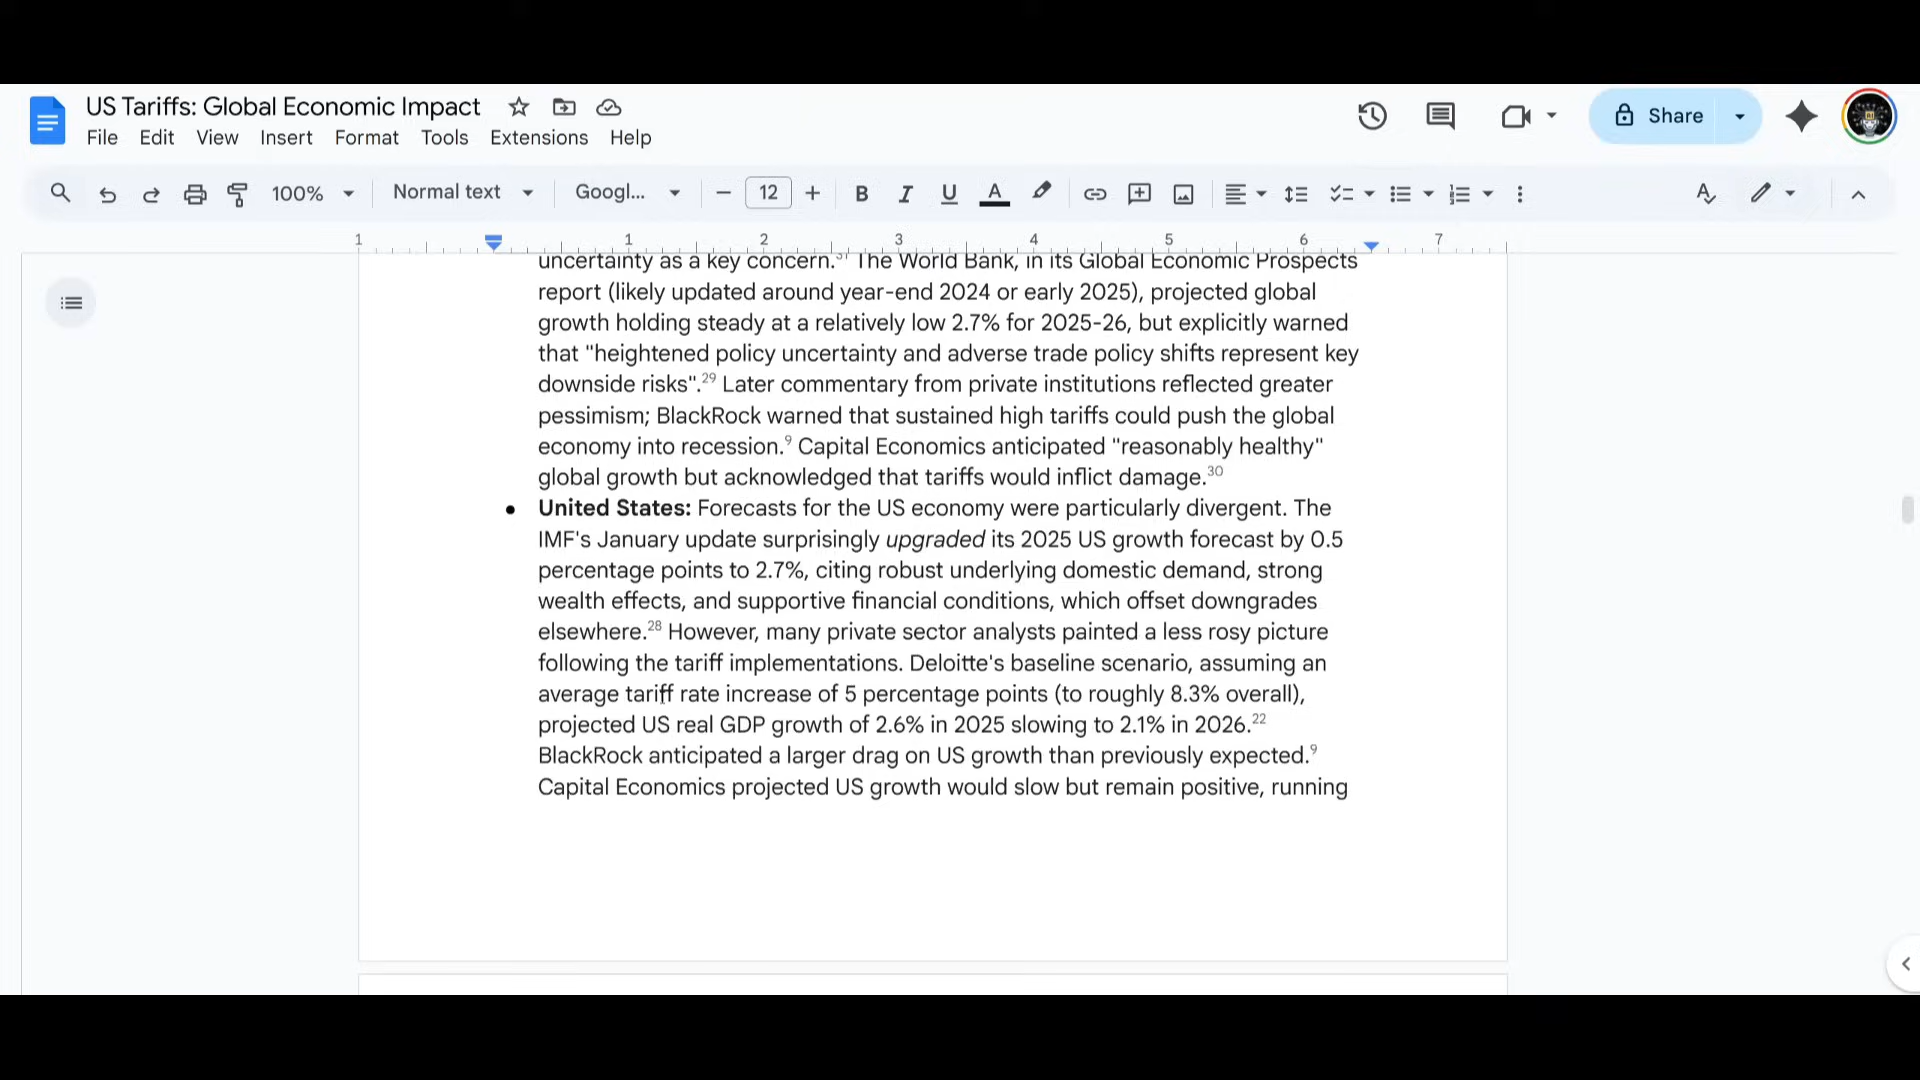 US Tariffs: Global Economic Impact
File Edit View Insert Format Tools Extensions Help
Share
100% Normal text Googl... 12 B I U A
1 1 2 3 4 5 6 7
uncertainty as a key concern.³¹ The World Bank, in its Global Economic Prospects
report (likely updated around year-end 2024 or early 2025), projected global
growth holding steady at a relatively low 2.7% for 2025-26, but explicitly warned
that "heightened policy uncertainty and adverse trade policy shifts represent key
downside risks".²⁹ Later commentary from private institutions reflected greater
pessimism; BlackRock warned that sustained high tariffs could push the global
economy into recession.⁹ Capital Economics anticipated "reasonably healthy"
global growth but acknowledged that tariffs would inflict damage.³⁰
● United States: Forecasts for the US economy were particularly divergent. The
IMF's January update surprisingly upgraded its 2025 US growth forecast by 0.5
percentage points to 2.7%, citing robust underlying domestic demand, strong
wealth effects, and supportive financial conditions, which offset downgrades
elsewhere.²⁸ However, many private sector analysts painted a less rosy picture
following the tariff implementations. Deloitte's baseline scenario, assuming an
average tariff rate increase of 5 percentage points (to roughly 8.3% overall),
projected US real GDP growth of 2.6% in 2025 slowing to 2.1% in 2026.²²
BlackRock anticipated a larger drag on US growth than previously expected.⁹
Capital Economics projected US growth would slow but remain positive, running